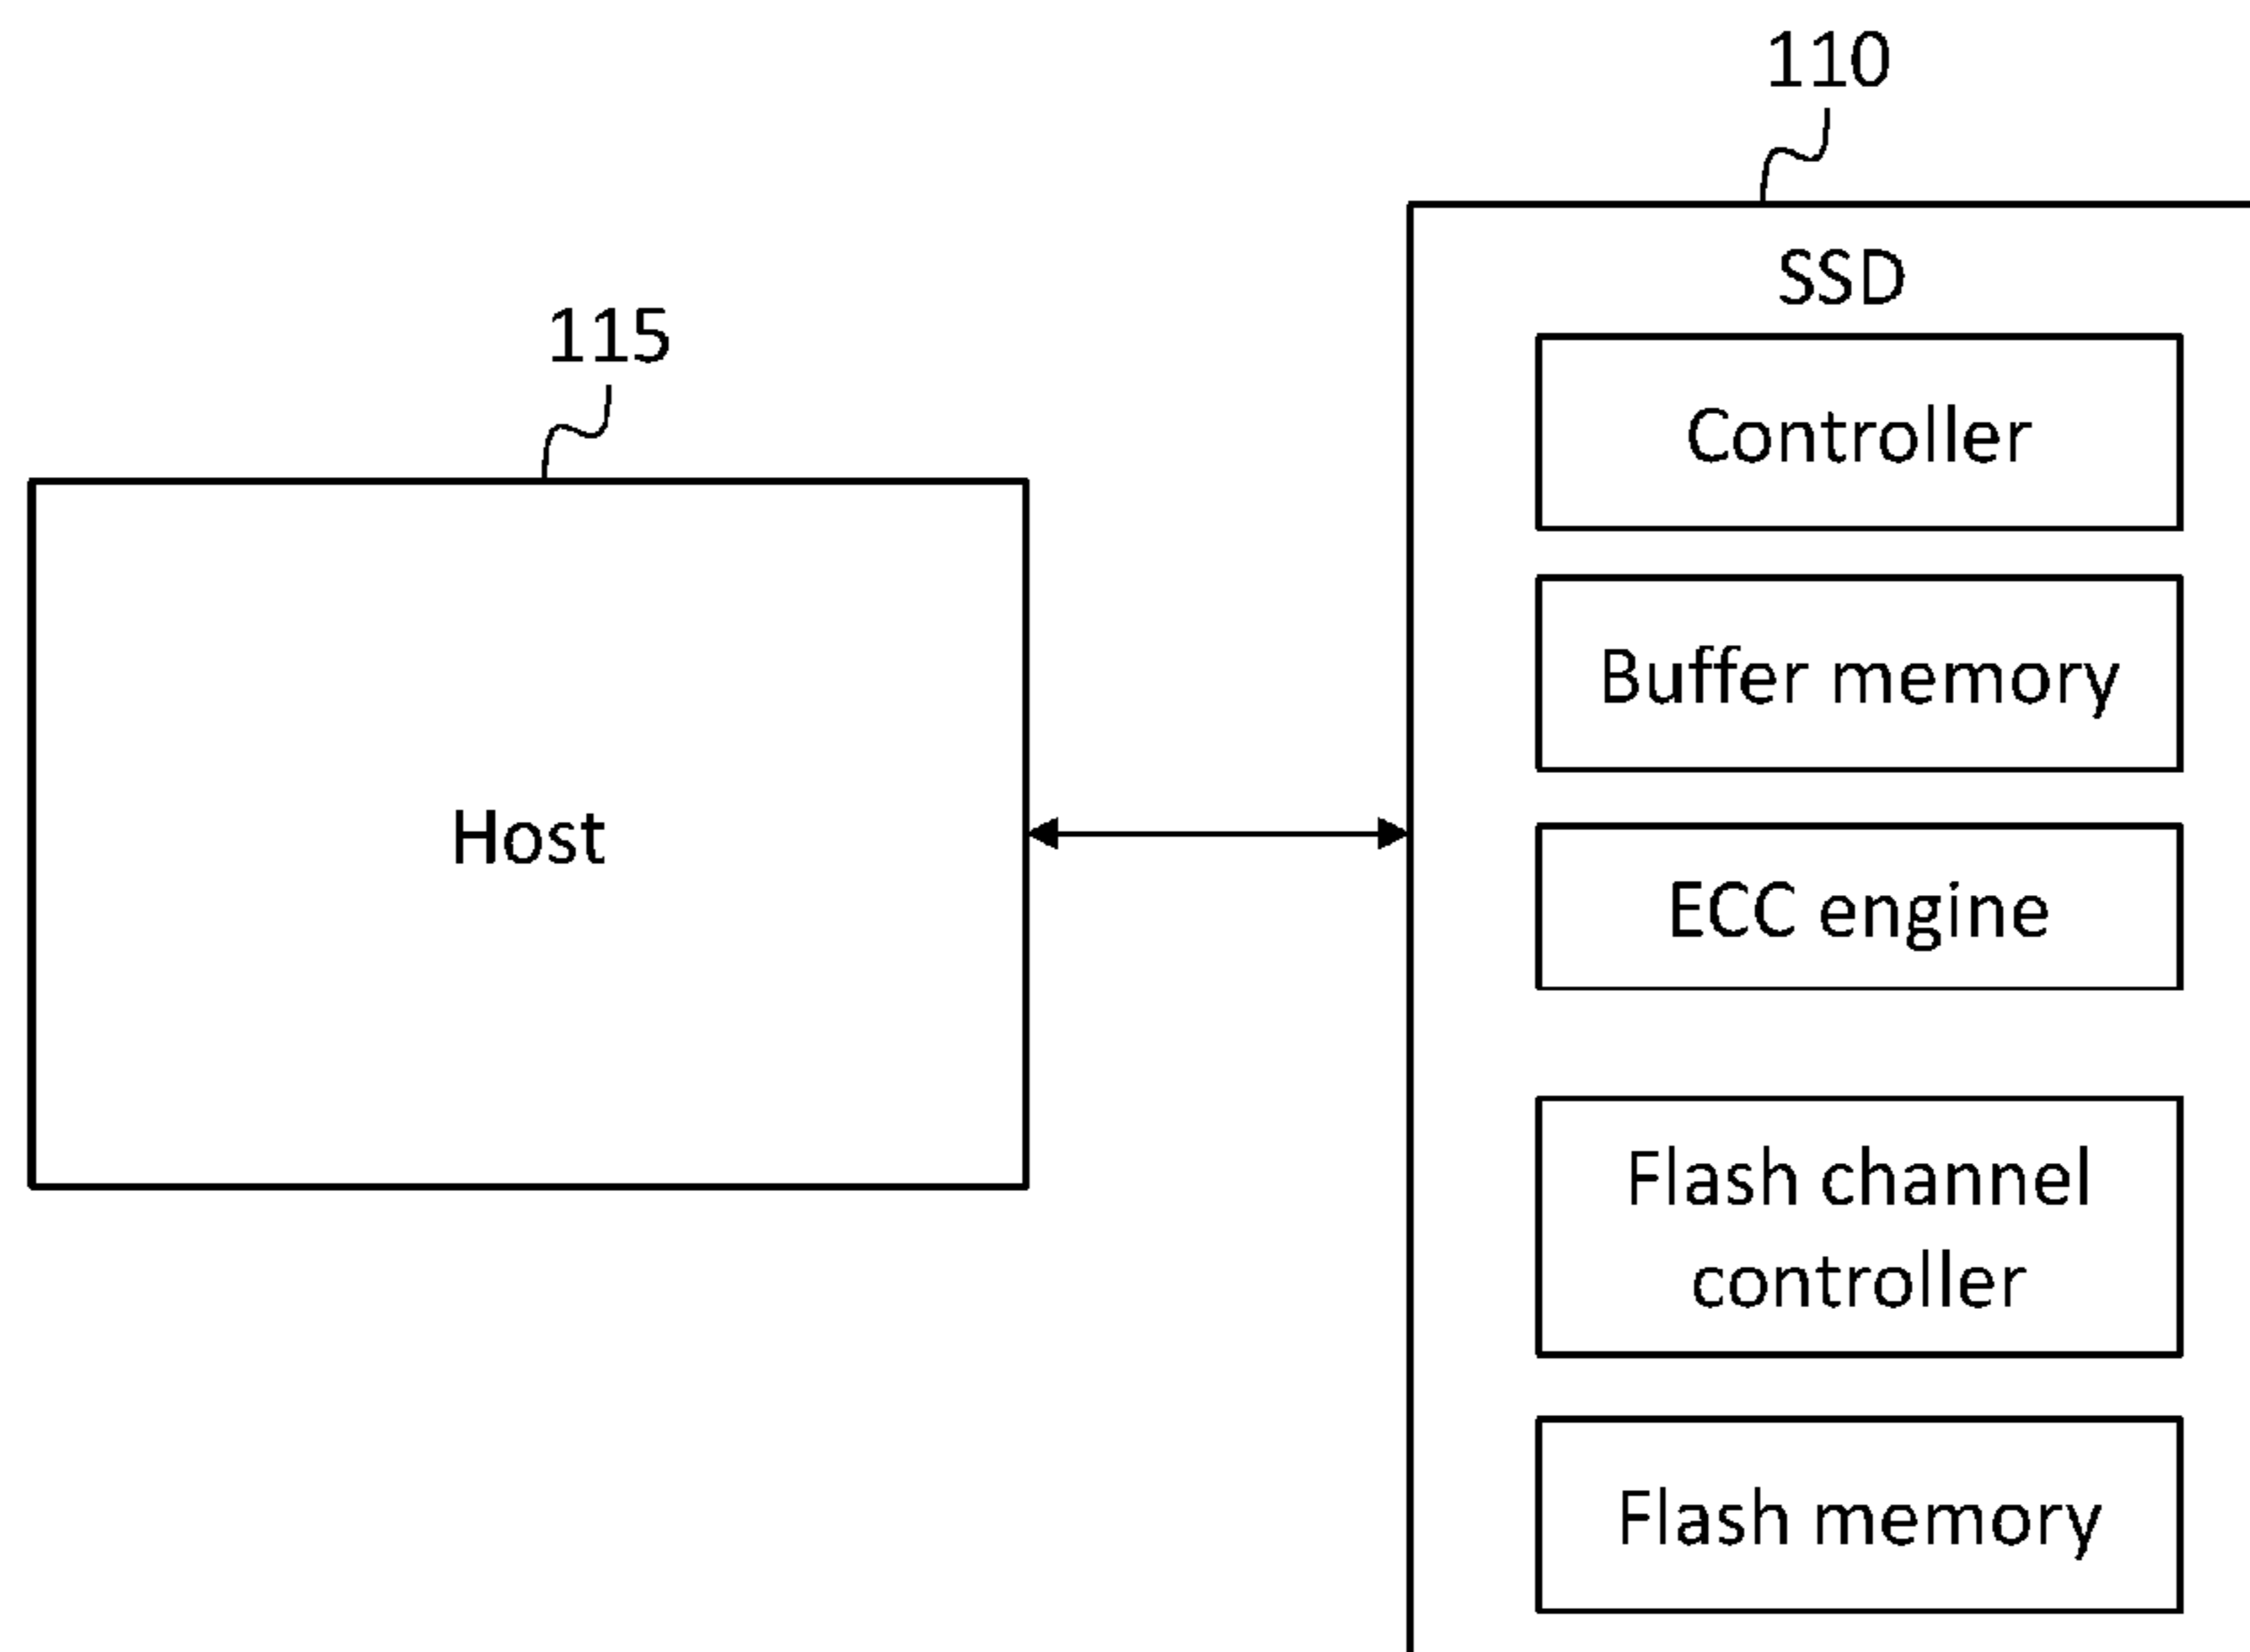 110
SSD
115
Controller
Buffer memory
Host
ECC engine
Flash channel
controller
Flash memory